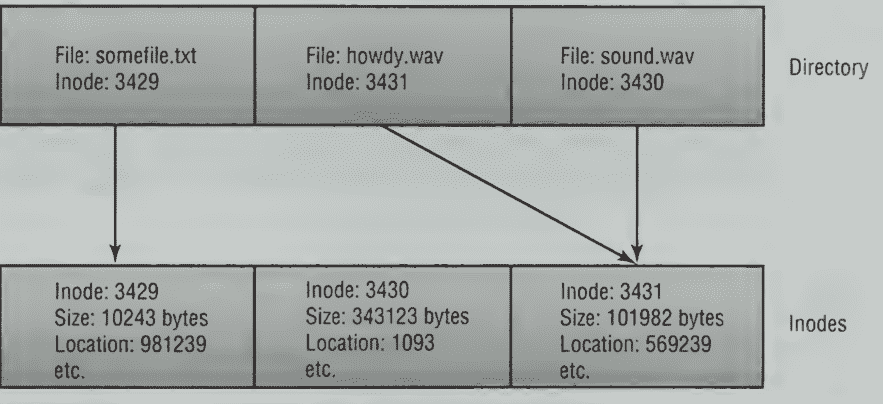 File: somefile.txt
Inode: 3429
File: howdy.wav
Inode: 3431
File: sound.wav
Inode: 3430
Directory
Inode: 3429
Size: 10243 bytes
Location: 981239
etc.
Inode: 3430
Size: 343123 bytes
Location: 1093
etc.
Inode: 3431
Size: 101982 bytes
Location: 569239
etc.
Inodes